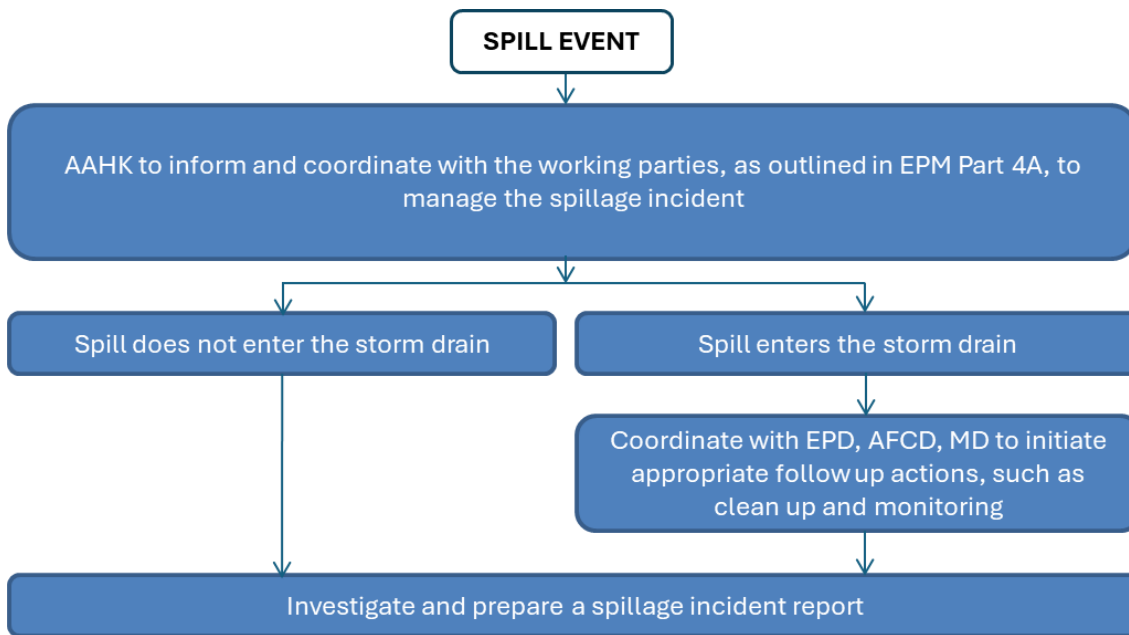 SPILL EVENT
AAHK to inform and coordinate with the working parties, as outlined in EPM Part 4A, to
manage the spillage incident
Spill does not enter the storm drain
Spill enters the storm drain
Coordinate with EPD, AFCD, MD to initiate
appropriate follow up actions, such as
clean up and monitoring
Investigate and prepare a spillage incident report